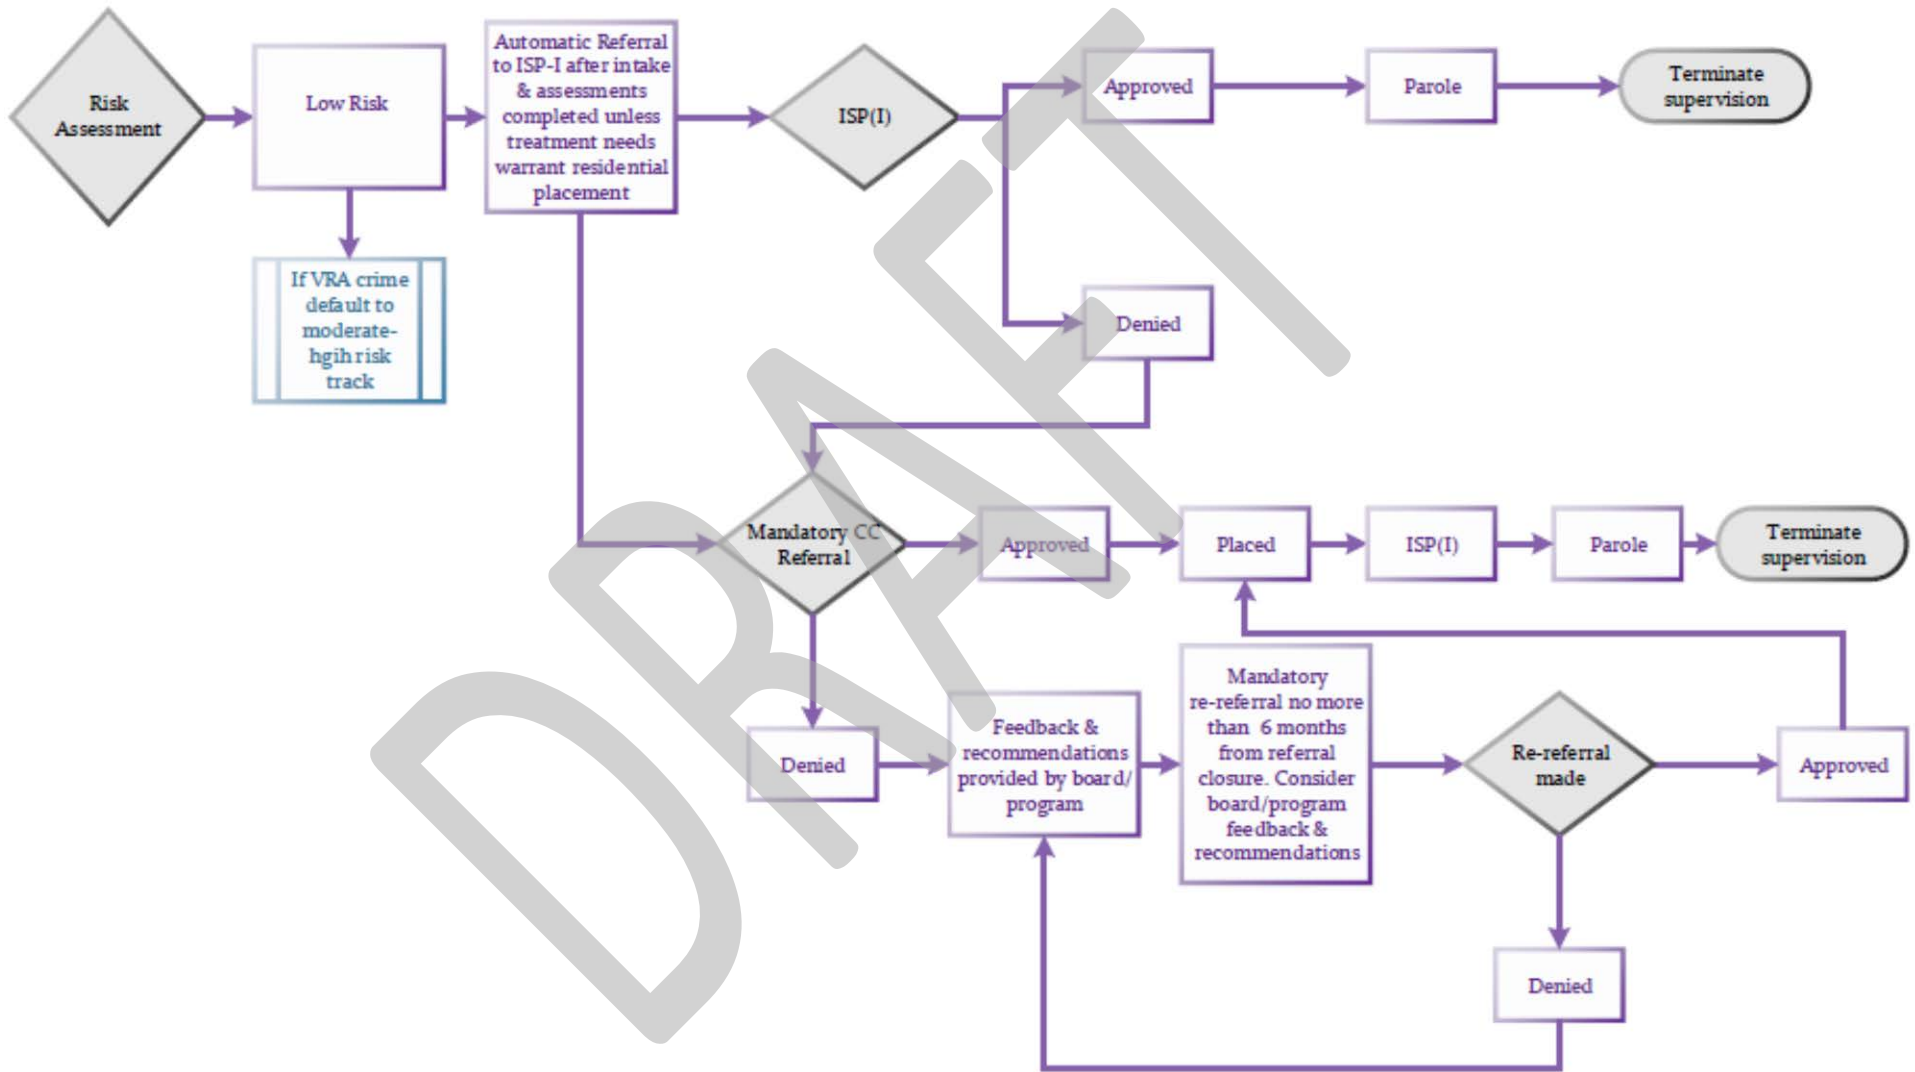 Risk
Assessment
Low Risk
If VRA crime
default to
moderate-
hgih risk
track
Automatic Referral
to ISP-I after intake
& assessments
completed unless
treatment needs
warrant residential
placement
ISP(I)
Approved
Parole
Terminate
supervision
Denied
Mandatory CC
Referral
Approved
Placed
ISP(I)
Parole
Terminate
supervision
Denied
Feedback &
recommendations
provided by board/
program
Mandatory
re-referral no more
than 6 months
from referral
closure. Consider
board/program
feedback &
recommendations
Re-referral
made
Approved
Denied
DRAFT